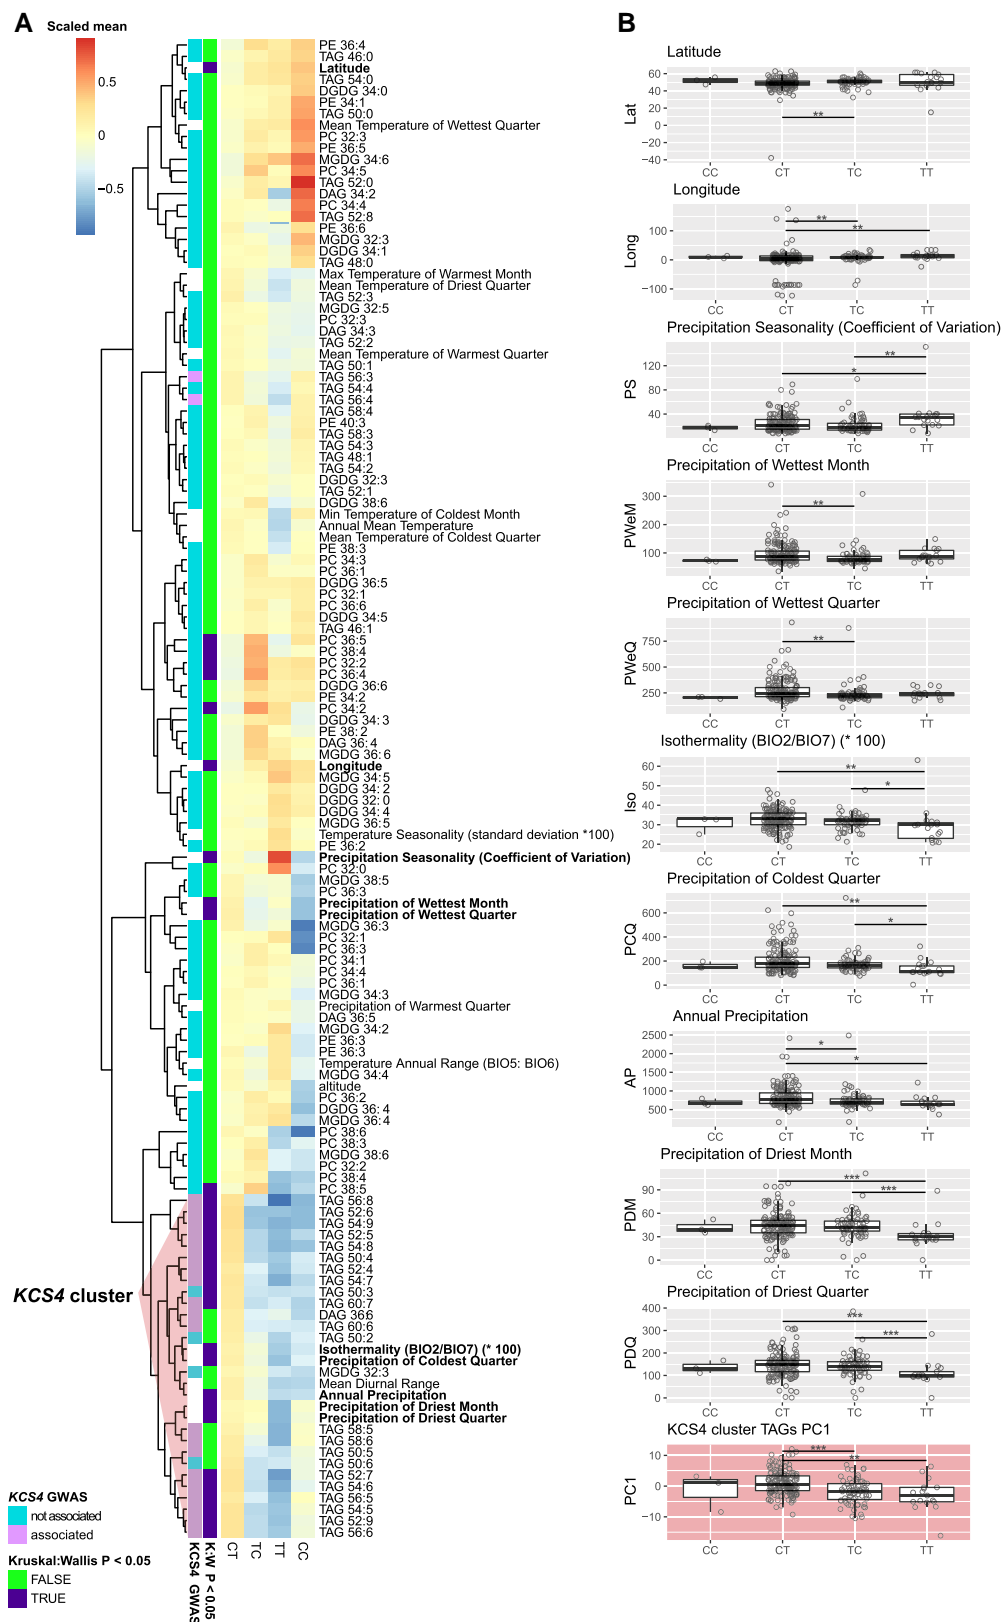 A
Scaled mean
0.5
0
−0.5
PE 36:4
TAG 46:0
Latitude
TAG 54:0
DGDG 34:0
PE 34:1
TAG 50:0
Mean Temperature of Wettest Quarter
PC 32:3
PE 36:5
MGDG 34:6
PC 34:5
TAG 52:0
DAG 34:2
PC 34:4
TAG 52:8
PE 36:6
MGDG 32:3
DGDG 34:1
TAG 48:0
Max Temperature of Warmest Month
Mean Temperature of Driest Quarter
TAG 52:3
MGDG 32:5
PC 32:3
DAG 34:3
TAG 52:2
Mean Temperature of Warmest Quarter
TAG 50:1
TAG 56:3
TAG 54:4
TAG 56:4
TAG 58:4
PE 40:3
TAG 58:3
TAG 54:3
TAG 48:1
TAG 54:2
DGDG 32:3
TAG 52:1
DGDG 38:6
Min Temperature of Coldest Month
Annual Mean Temperature
Mean Temperature of Coldest Quarter
PE 38:3
PC 34:3
PC 36:1
DGDG 36:5
PC 32:1
PC 36:6
DGDG 34:5
TAG 46:1
PC 36:5
PC 38:4
PC 32:2
PC 36:4
DGDG 36:6
PE 34:2
PC 34:2
DGDG 34:3
PE 38:2
DAG 36:4
MGDG 36:6
Longitude
MGDG 34:5
DGDG 34:2
DGDG 32:0
DGDG 34:4
MGDG 36:5
Temperature Seasonality (standard deviation *100)
PE 36:2
Precipitation Seasonality (Coefficient of Variation)
PC 32:0
MGDG 38:5
PC 36:3
Precipitation of Wettest Month
Precipitation of Wettest Quarter
MGDG 36:3
PC 32:1
PC 36:3
PC 34:1
PC 34:4
PC 36:1
MGDG 34:3
Precipitation of Warmest Quarter
DAG 36:5
MGDG 34:2
PE 36:3
PE 36:3
Temperature Annual Range (BIO5: BIO6)
MGDG 34:4
altitude
PC 36:2
DGDG 36:4
MGDG 36:4
PC 38:6
PC 38:3
MGDG 38:6
PC 32:2
PC 38:4
PC 38:5
TAG 56:8
TAG 52:6
TAG 54:9
TAG 52:5
TAG 54:8
TAG 50:4
TAG 52:4
TAG 54:7
TAG 50:3
TAG 60:7
DAG 36:6
TAG 60:6
TAG 50:2
Isothermality (BIO2/BIO7) (* 100)
Precipitation of Coldest Quarter
MGDG 32:3
Mean Diurnal Range
Annual Precipitation
Precipitation of Driest Month
Precipitation of Driest Quarter
TAG 58:5
TAG 58:6
TAG 50:5
TAG 50:6
TAG 52:7
TAG 54:6
TAG 56:5
TAG 54:5
TAG 52:9
TAG 56:6
KCS4 cluster
KCS4 GWAS
not associated
associated
Kruskal:Wallis P < 0.05
FALSE
TRUE
KCS4 GWAS
K:W P < 0.05
CT
TC
TT
CC
B
Latitude
Lat
60
40
20
0
−20
−40
**
CC CT TC TT
Longitude
Long
100
0
−100
**
**
CC CT TC TT
Precipitation Seasonality (Coefficient of Variation)
PS
120
80
40
**
*
CC CT TC TT
Precipitation of Wettest Month
PWeM
300
200
100
**
CC CT TC TT
Precipitation of Wettest Quarter
PWeQ
750
500
250
**
CC CT TC TT
Isothermality (BIO2/BIO7) (* 100)
Iso
60
50
40
30
20
**
*
CC CT TC TT
Precipitation of Coldest Quarter
PCQ
600
400
200
0
**
*
CC CT TC TT
Annual Precipitation
AP
2500
2000
1500
1000
500
*
*
CC CT TC TT
Precipitation of Driest Month
PDM
90
60
30
0
***
***
CC CT TC TT
Precipitation of Driest Quarter
PDQ
400
300
200
100
0
***
***
CC CT TC TT
KCS4 cluster TAGs PC1
PC1
10
0
−10
***
**
CC CT TC TT